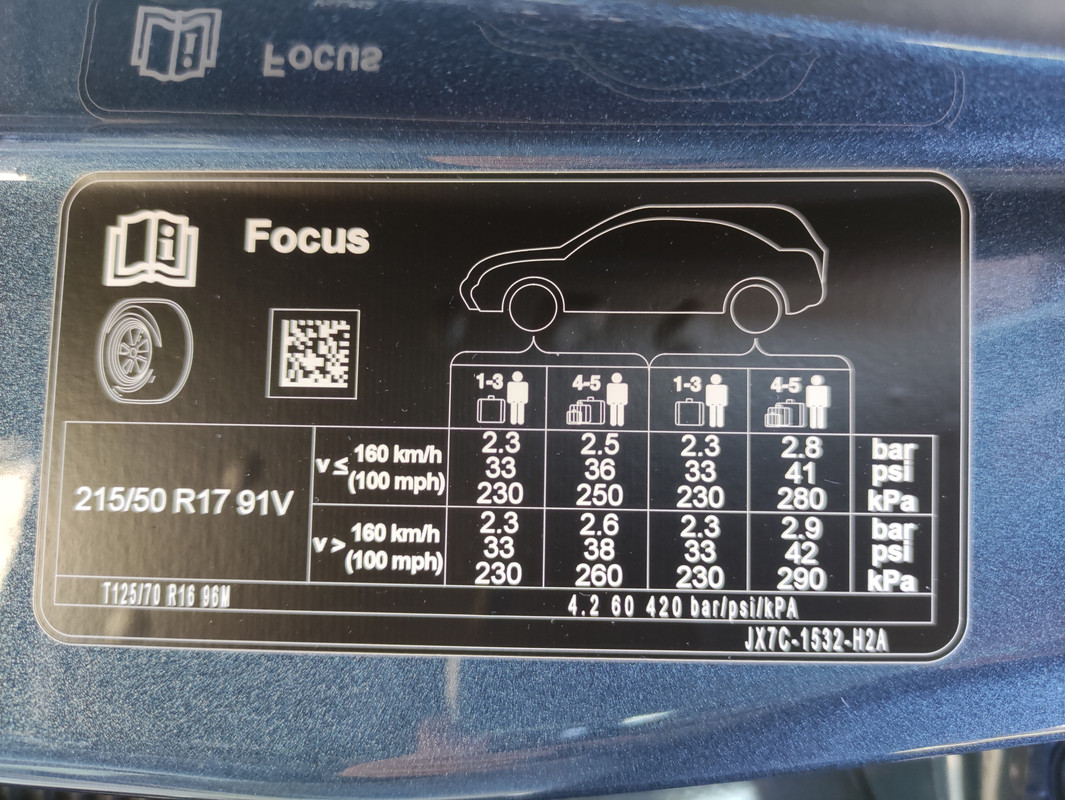 Focus
Focus
1-3 4-5 1-3 4-5
215/50 R17 91V
v ≤ 160 km/h
(100 mph)
2.3 2.5 2.3 2.8 bar
33 36 33 41 psi
230 250 230 280 kPa
v > 160 km/h
(100 mph)
2.3 2.6 2.3 2.9 bar
33 38 33 42 psi
230 260 230 290 kPa
T125/70 R16 96M 4.2 60 420 bar/psi/kPA
JX7C-1532-H2A